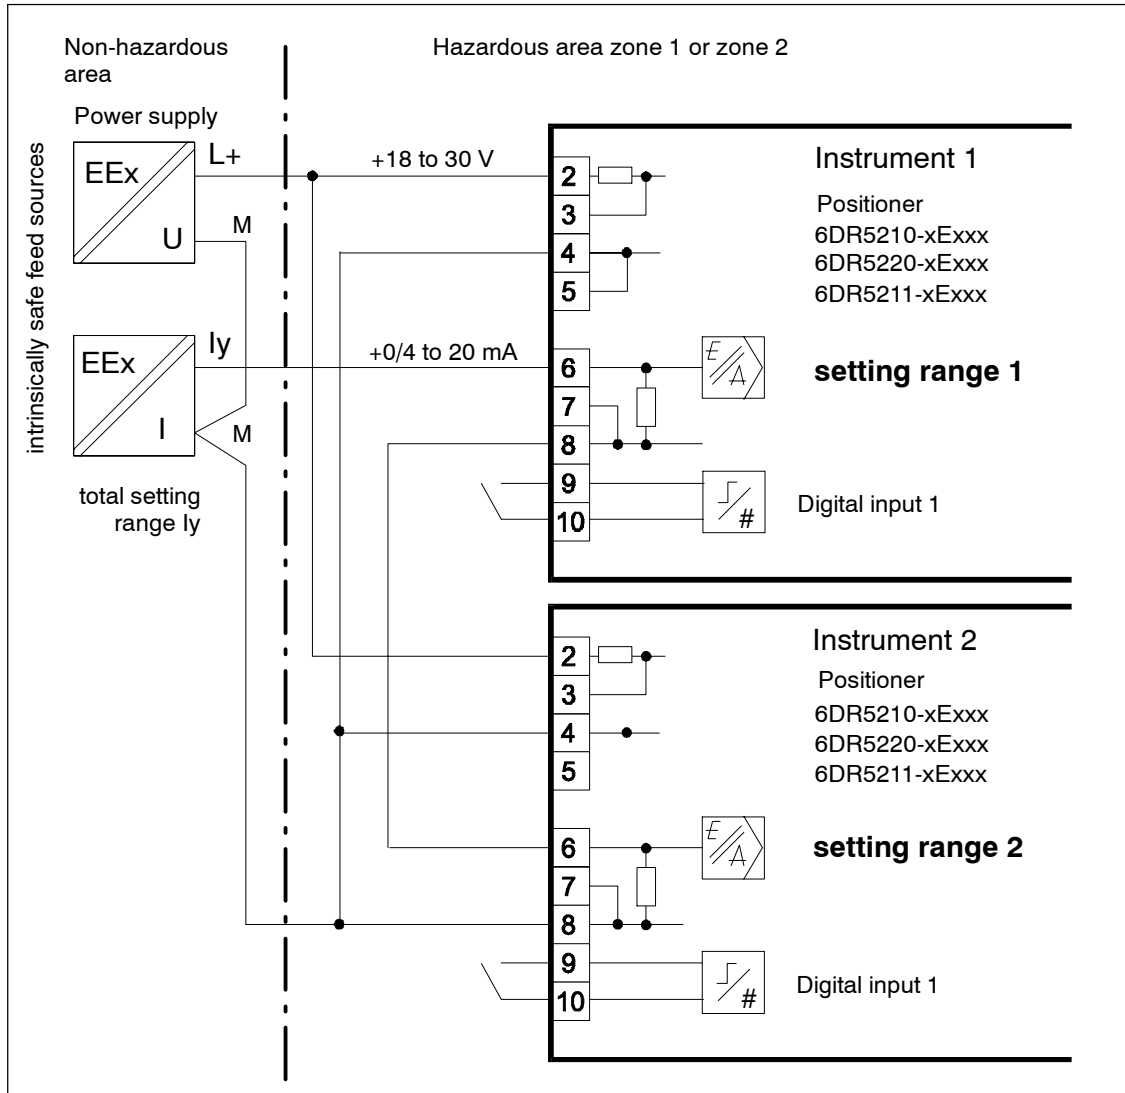 Non-hazardous
area
Hazardous area zone 1 or zone 2
Power supply
intrinsically safe feed sources
EEx
U
L+
M
+18 to 30 V
EEx
I
Iy
M
+0/4 to 20 mA
total setting
range Iy
2
3
4
5
6
7
8
9
10
Instrument 1
Positioner
6DR5210-xExxx
6DR5220-xExxx
6DR5211-xExxx
E
A
setting range 1
#
Digital input 1
2
3
4
5
6
7
8
9
10
Instrument 2
Positioner
6DR5210-xExxx
6DR5220-xExxx
6DR5211-xExxx
E
A
setting range 2
#
Digital input 1